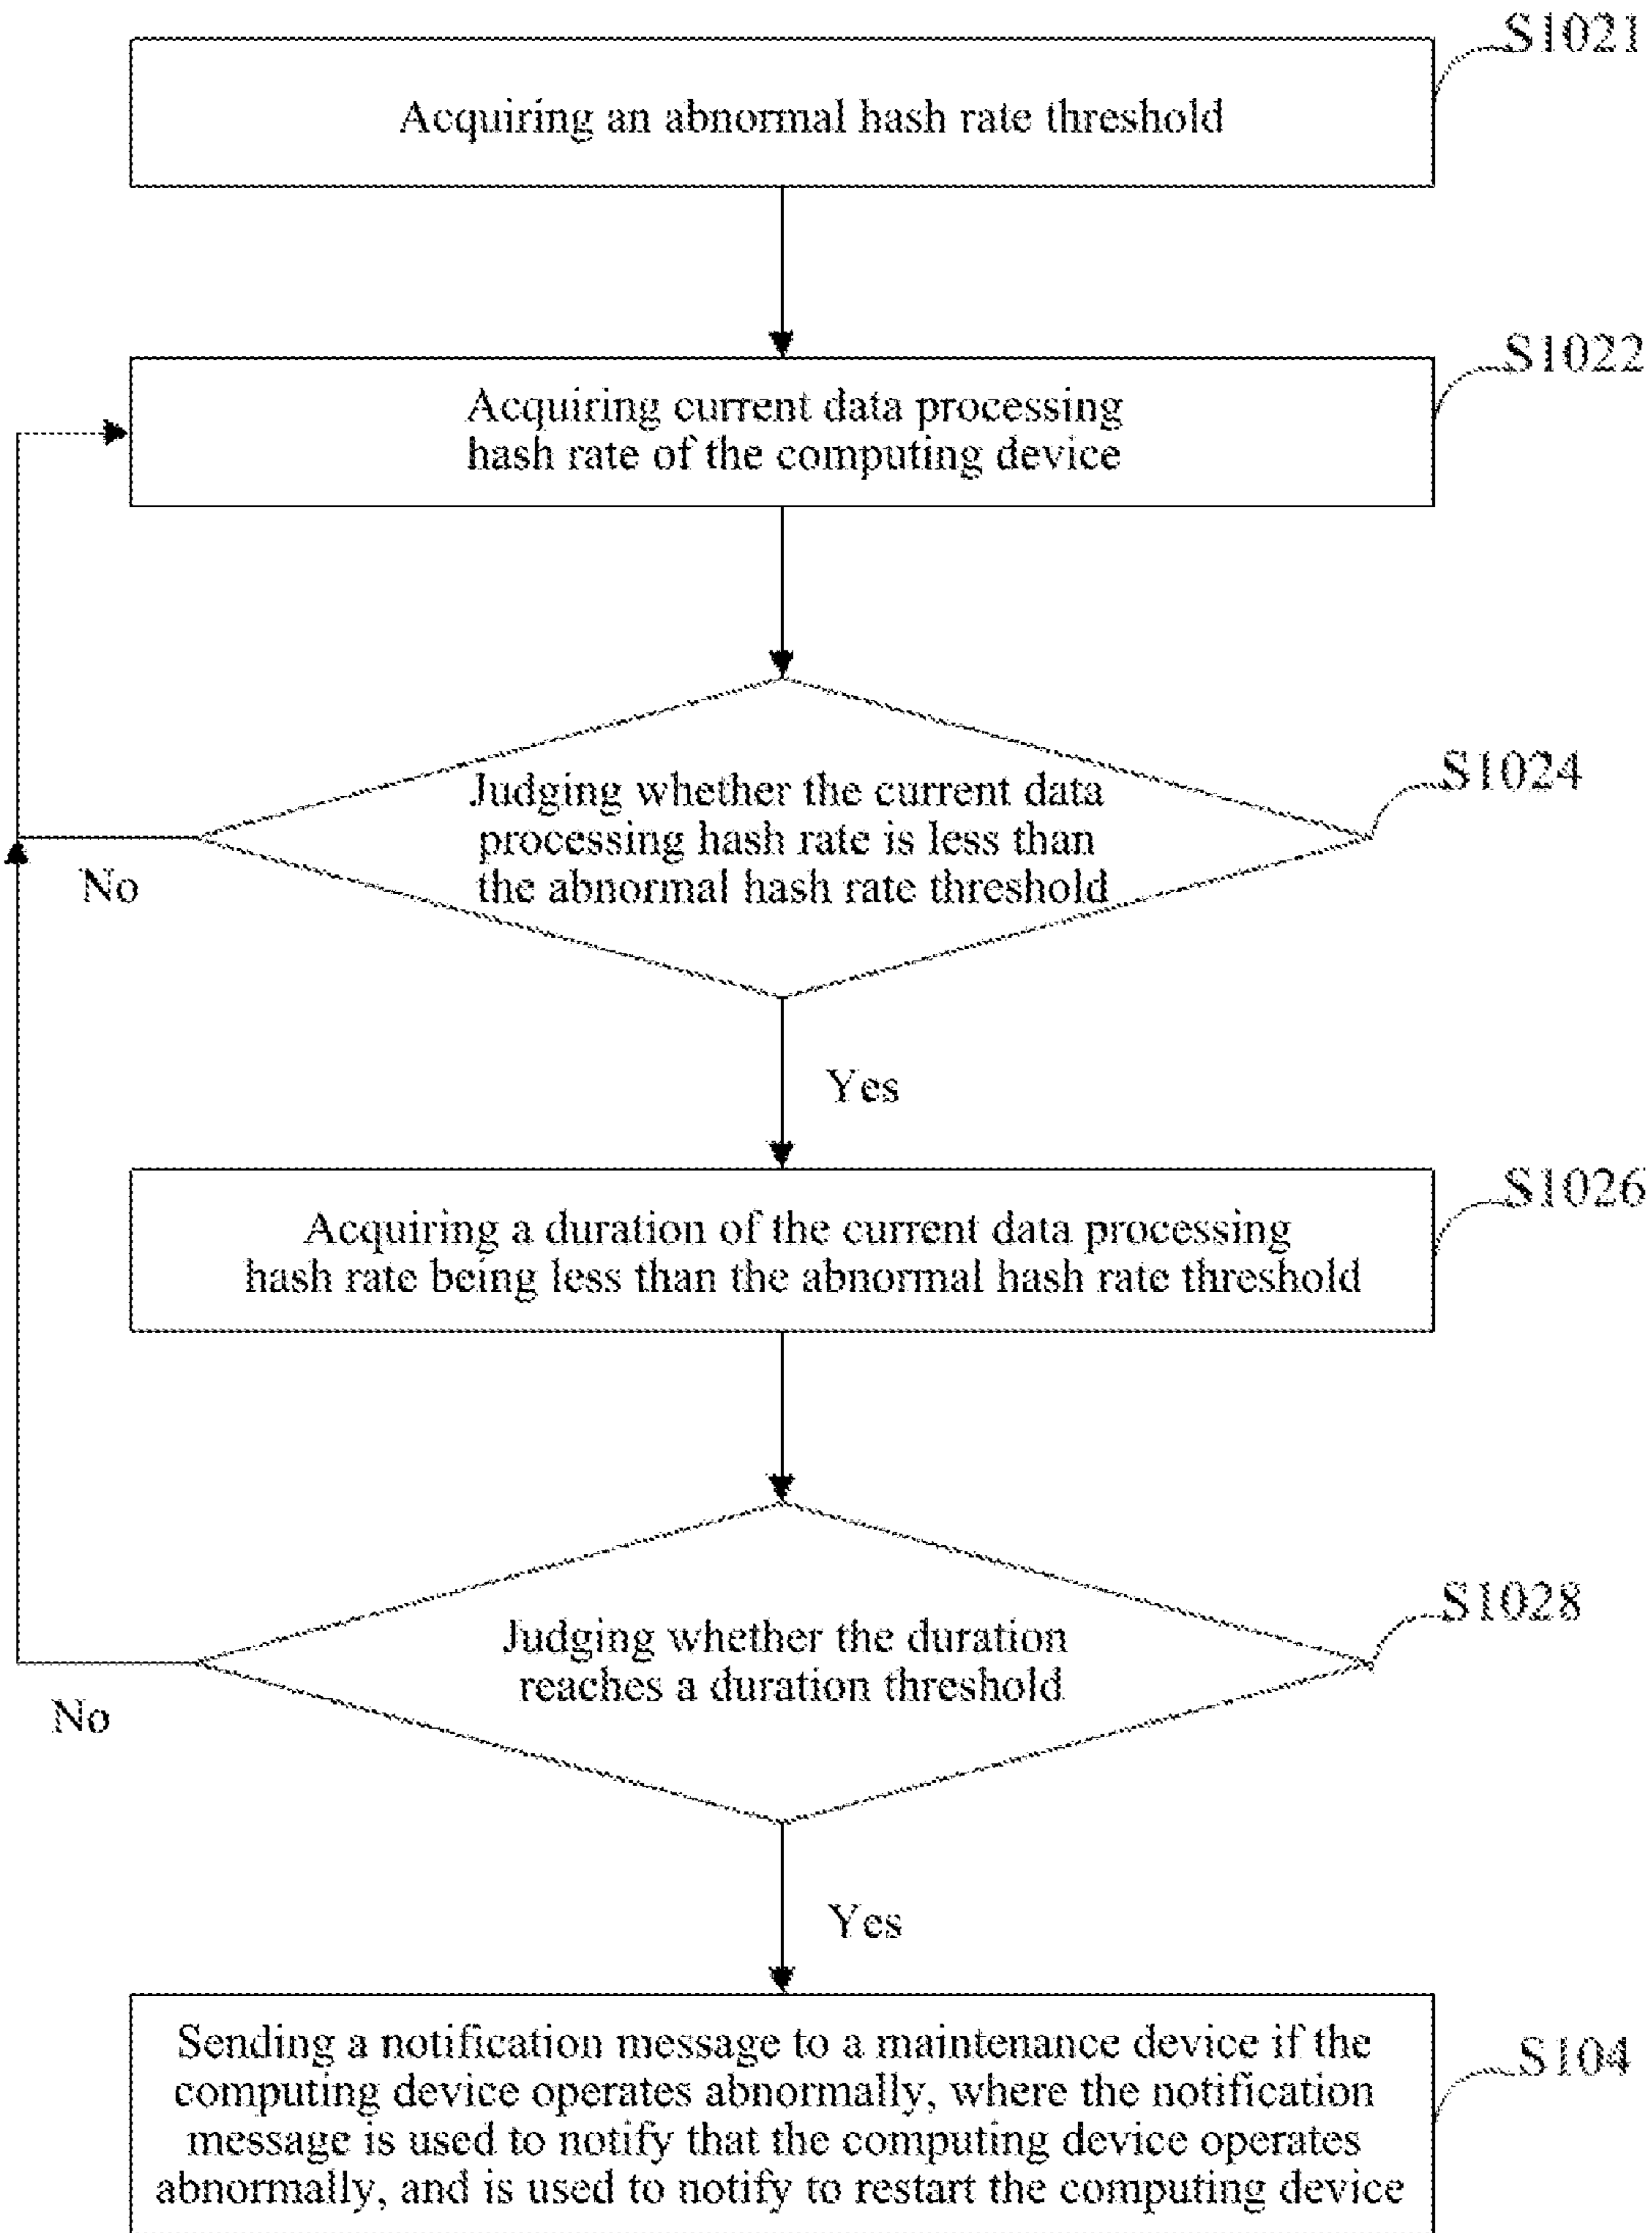 S1021
Acquiring an abnormal hash rate threshold
S1022
Acquiring current data processing
hash rate of the computing device
S1024
Judging whether the current data
processing hash rate is less than
the abnormal hash rate threshold
No
Yes
S1026
Acquiring a duration of the current data processing
hash rate being less than the abnormal hash rate threshold
S1028
Judging whether the duration
reaches a duration threshold
No
Yes
S104
Sending a notification message to a maintenance device if the
computing device operates abnormally, where the notification
message is used to notify that the computing device operates
abnormally, and is used to notify to restart the computing device